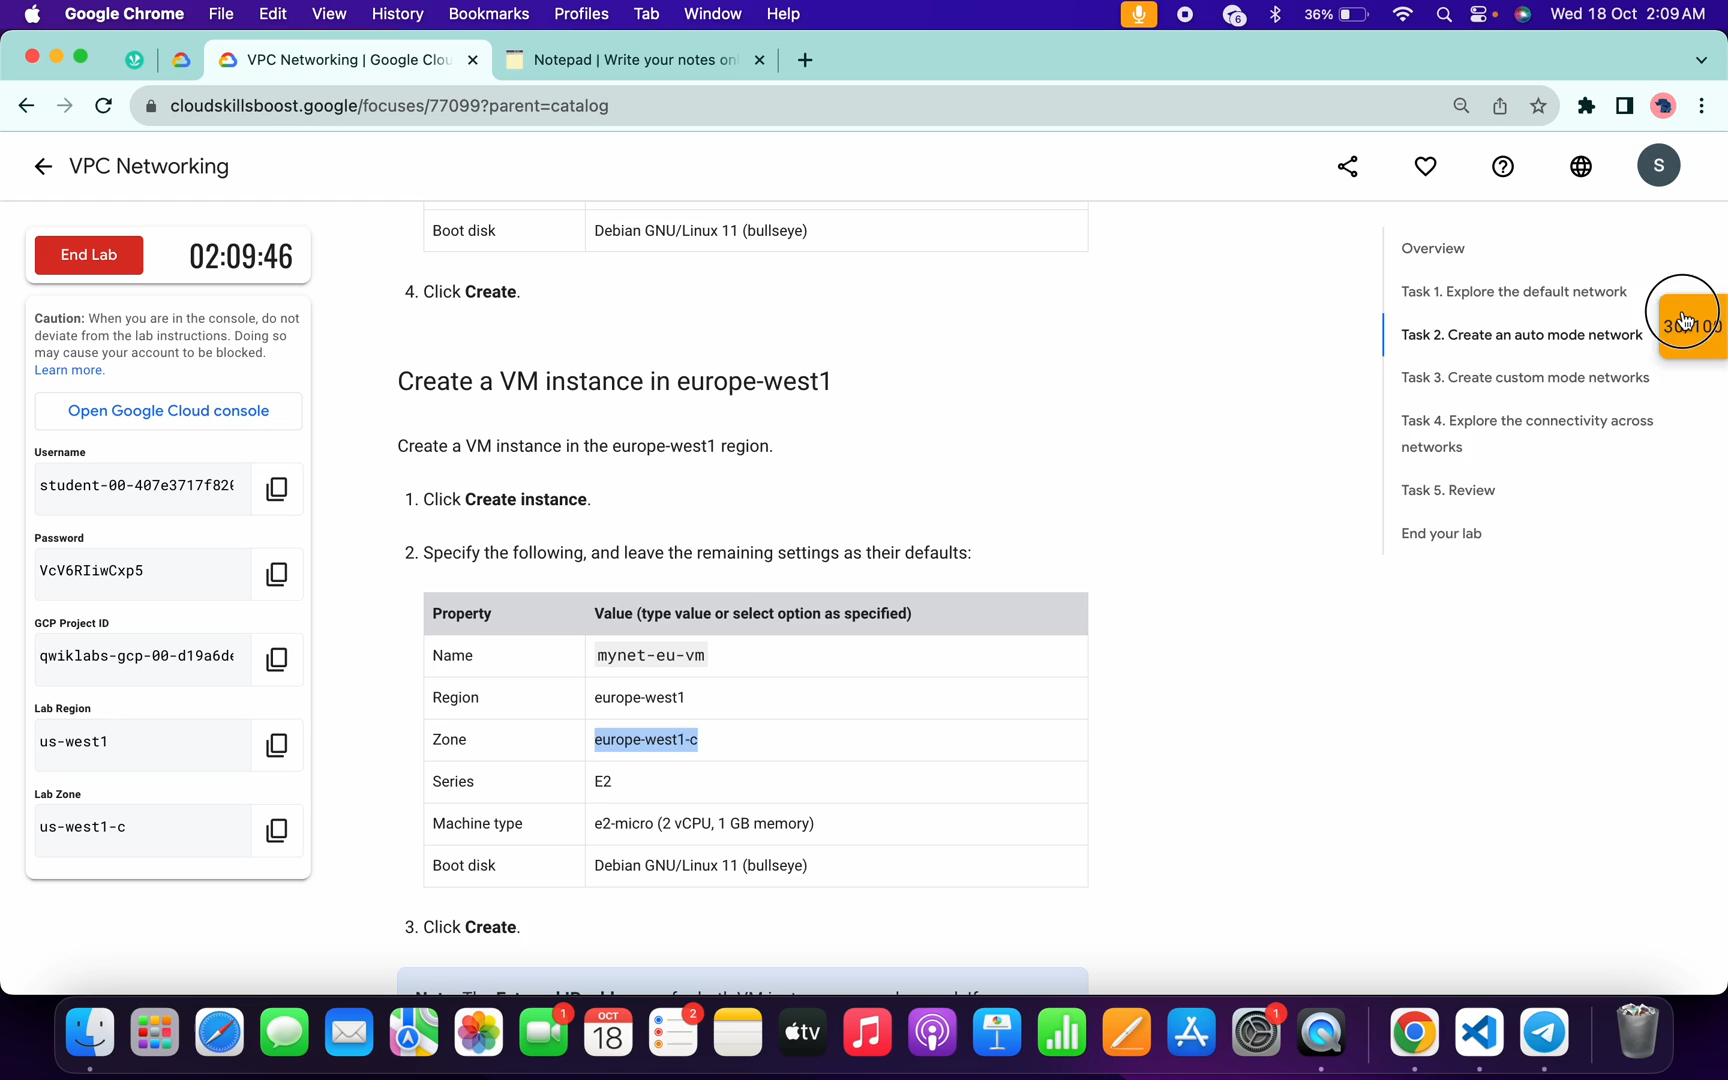 Google Chrome File Edit View History Bookmarks Profiles Tab Window Help 6 36% Wed 18 Oct 2:09 AM
VPC Networking | Google Clou Notepad | Write your notes on
cloudskillsboost.google/focuses/77099?parent=catalog
VPC Networking
S
End Lab 02:09:46
Caution: When you are in the console, do not
deviate from the lab instructions. Doing so
may cause your account to be blocked.
Learn more.
Open Google Cloud console
Username
student-00-407e3717f820
Password
VcV6RIiwCxp5
GCP Project ID
qwiklabs-gcp-00-d19a6de
Lab Region
us-west1
Lab Zone
us-west1-c
Boot disk Debian GNU/Linux 11 (bullseye)
4. Click Create.
Create a VM instance in europe-west1
Create a VM instance in the europe-west1 region.
1. Click Create instance.
2. Specify the following, and leave the remaining settings as their defaults:
Property Value (type value or select option as specified)
Name mynet-eu-vm
Region europe-west1
Zone europe-west1-c
Series E2
Machine type e2-micro (2 vCPU, 1 GB memory)
Boot disk Debian GNU/Linux 11 (bullseye)
3. Click Create.
Overview
Task 1. Explore the default network
Task 2. Create an auto mode network
Task 3. Create custom mode networks
Task 4. Explore the connectivity across
networks
Task 5. Review
End your lab
30/100
1
OCT
18
2
tv
1